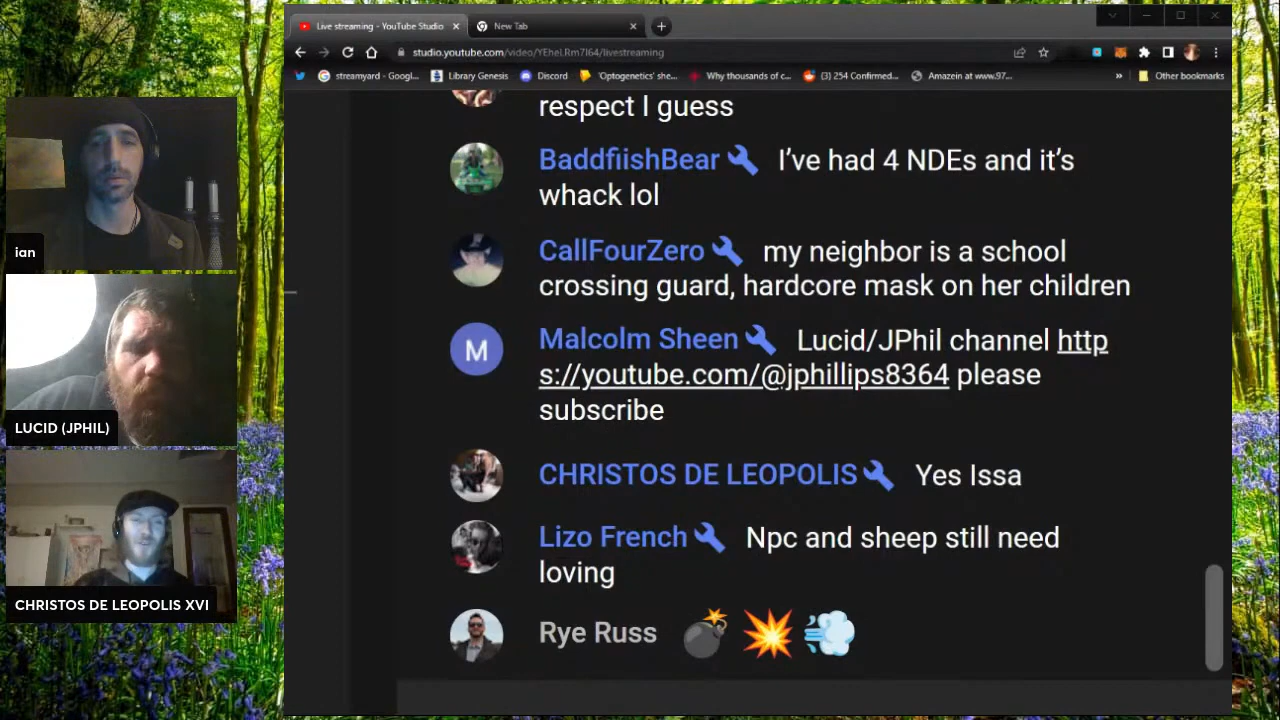 Live streaming - YouTube Studio
New Tab
studio.youtube.com/video/YEheLRm7I64/livestreaming
streamyard - Googl...
Library Genesis
Discord
'Optogenetics' she...
Why thousands of c...
(3) 254 Confirmed...
Amazein at www.97...
»
Other bookmarks
respect I guess
BaddfiishBear I've had 4 NDEs and it's
whack lol
CallFourZero my neighbor is a school
crossing guard, hardcore mask on her children
M
Malcolm Sheen Lucid/JPhil channel http
s://youtube.com/@jphillips8364 please
subscribe
CHRISTOS DE LEOPOLIS Yes Issa
Lizo French Npc and sheep still need
loving
Rye Russ 💣 💥 💨
ian
LUCID (JPHIL)
CHRISTOS DE LEOPOLIS XVI